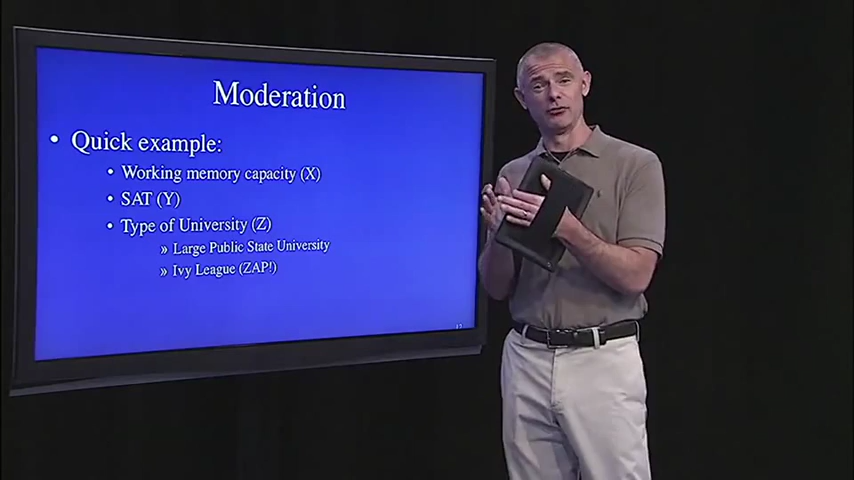 Moderation
• Quick example:
• Working memory capacity (X)
• SAT (Y)
• Type of University (Z)
» Large Public State University
» Ivy League (ZAP!)